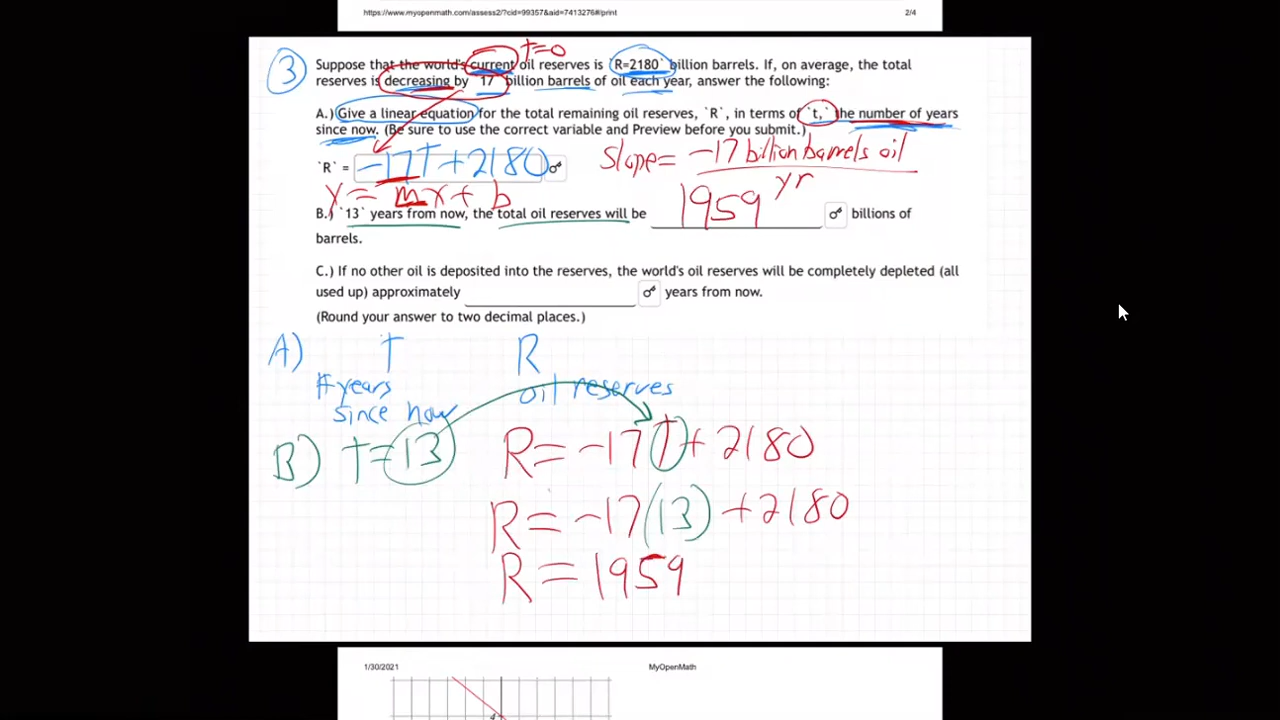 https://www.myopenmath.com/assess2/?cid=99357&aid=7413276#/print 2/4
3 Suppose that the world's current oil reserves is `R=2180` billion barrels. If, on average, the total
t=0
reserves is decreasing by `17` billion barrels of oil each year, answer the following:
A.) Give a linear equation for the total remaining oil reserves, `R`, in terms of `t,` the number of years
since now. (Be sure to use the correct variable and Preview before you submit.)
`R` = -17t+2180 Slope= -17 billion barrels oil
yr
y = mx + b
B.) `13` years from now, the total oil reserves will be 1959 billions of
barrels.
C.) If no other oil is deposited into the reserves, the world's oil reserves will be completely depleted (all
used up) approximately ____ years from now.
(Round your answer to two decimal places.)
A) t R
# years oil reserves
since now
B) t=13 R= -17t+2180
R= -17(13)+2180
R=1959
1/30/2021 MyOpenMath
4